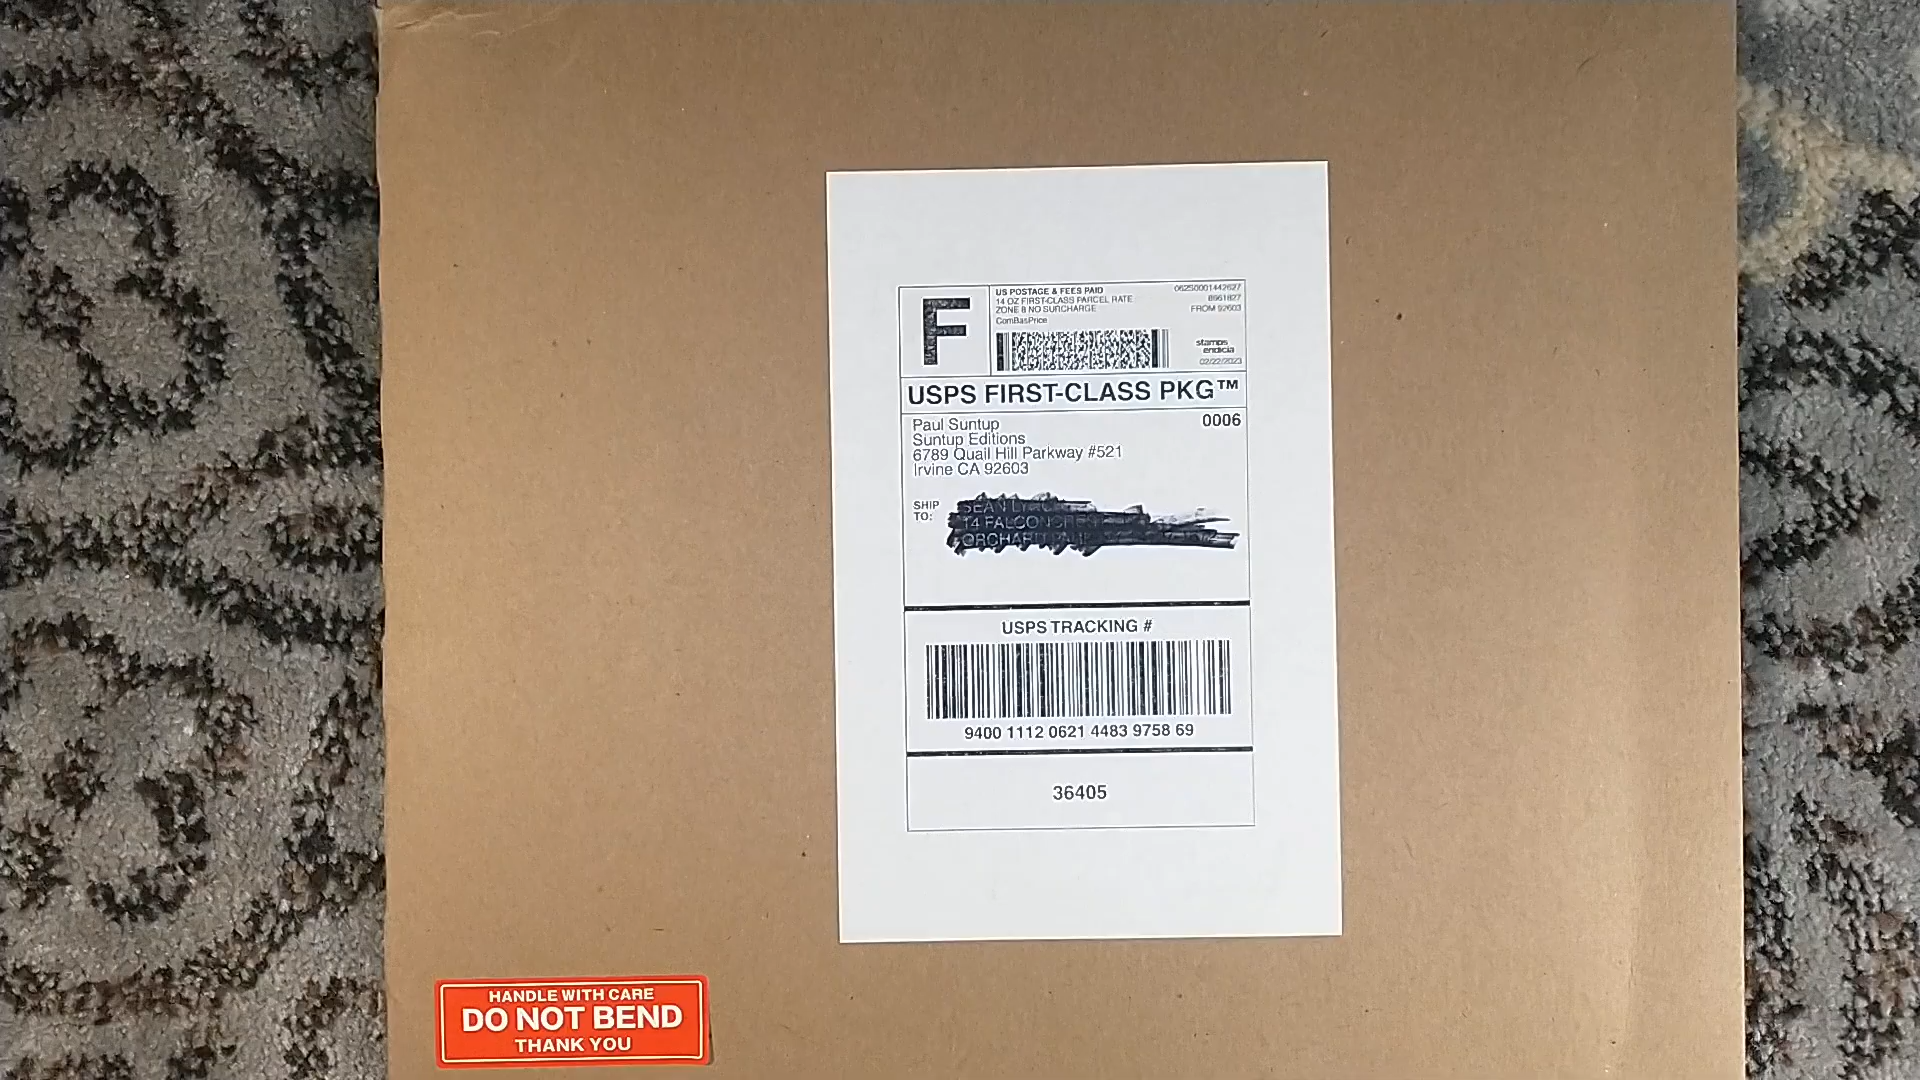 F
US POSTAGE & FEES PAID
14 OZ FIRST-CLASS PARCEL RATE
ZONE 8 NO SURCHARGE
ComBasPrice
062S0001442627
8661827
FROM 92603
stamps
endicia
02/22/2023
USPS FIRST-CLASS PKG™
Paul Suntup
0006
Suntup Editions
6789 Quail Hill Parkway #521
Irvine CA 92603
SHIP
TO:
USPS TRACKING #
9400 1112 0621 4483 9758 69
36405
HANDLE WITH CARE
DO NOT BEND
THANK YOU